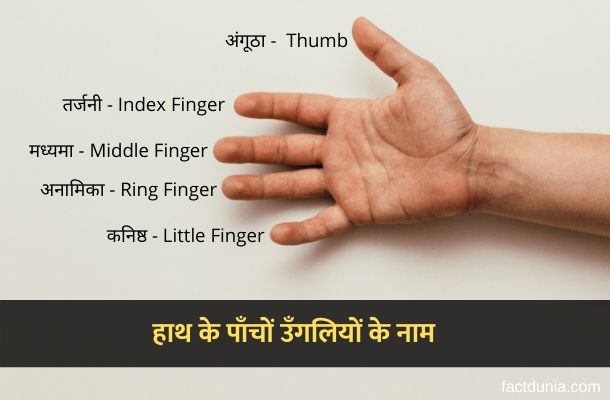 अंगूठा - Thumb
तर्जनी - Index Finger
मध्यमा - Middle Finger
अनामिका - Ring Finger
कनिष्ठ - Little Finger
हाथ के पाँचों उँगलियों के नाम
factdunia.com